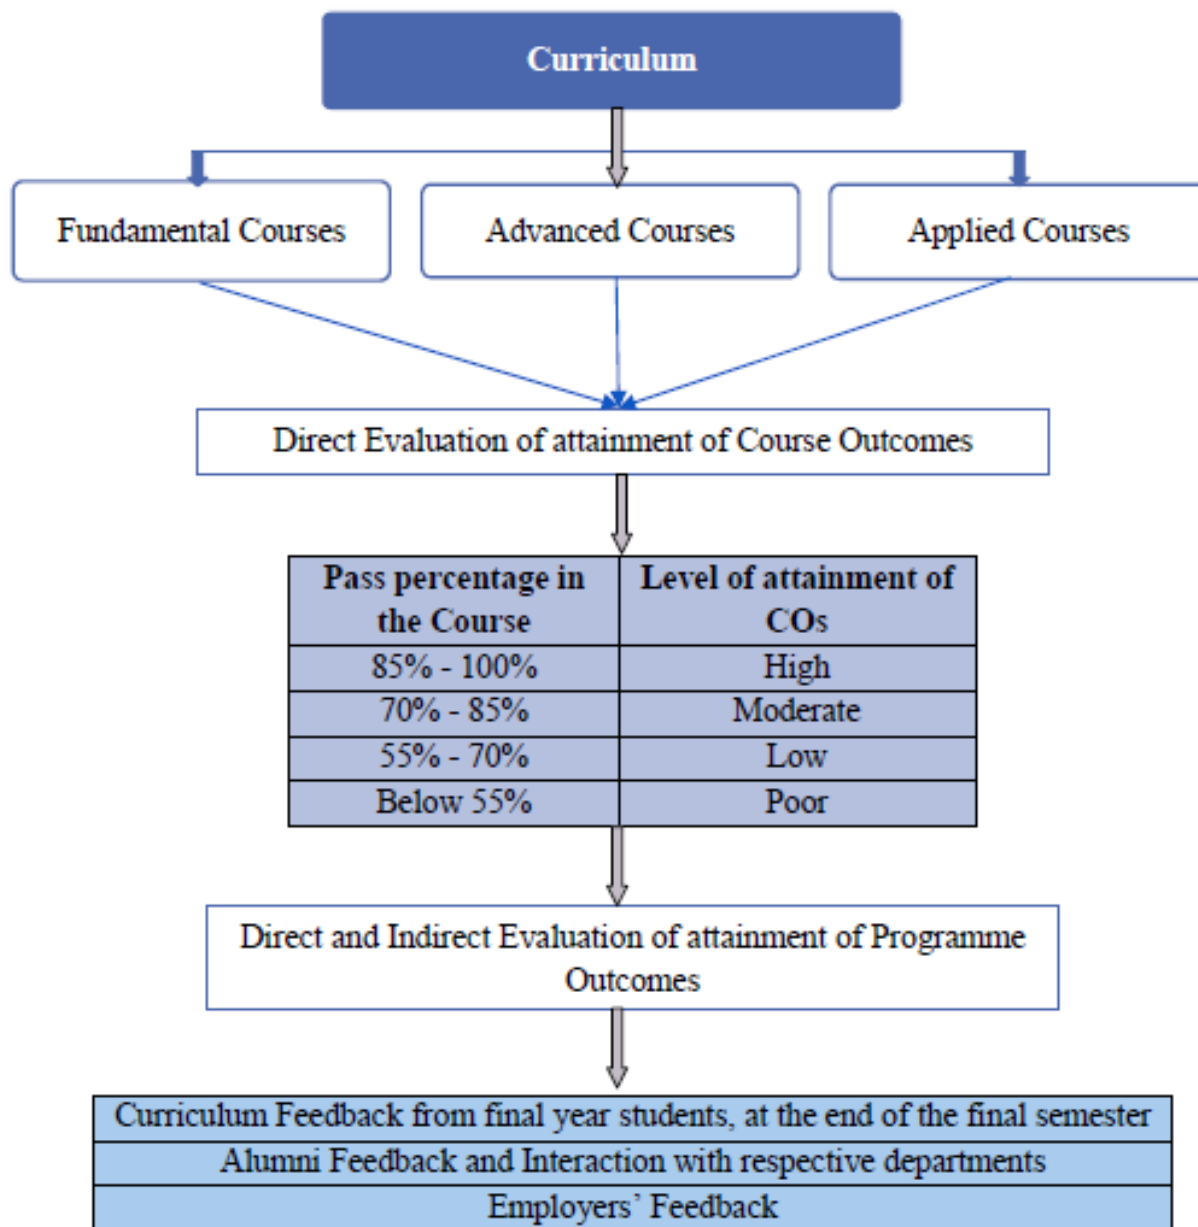 Curriculum
Fundamental Courses
Advanced Courses
Applied Courses
Direct Evaluation of attainment of Course Outcomes
Pass percentage in
the Course
Level of attainment of
COs
85% - 100%
High
70% - 85%
Moderate
55% - 70%
Low
Below 55%
Poor
Direct and Indirect Evaluation of attainment of Programme
Outcomes
Curriculum Feedback from final year students, at the end of the final semester
Alumni Feedback and Interaction with respective departments
Employers’ Feedback